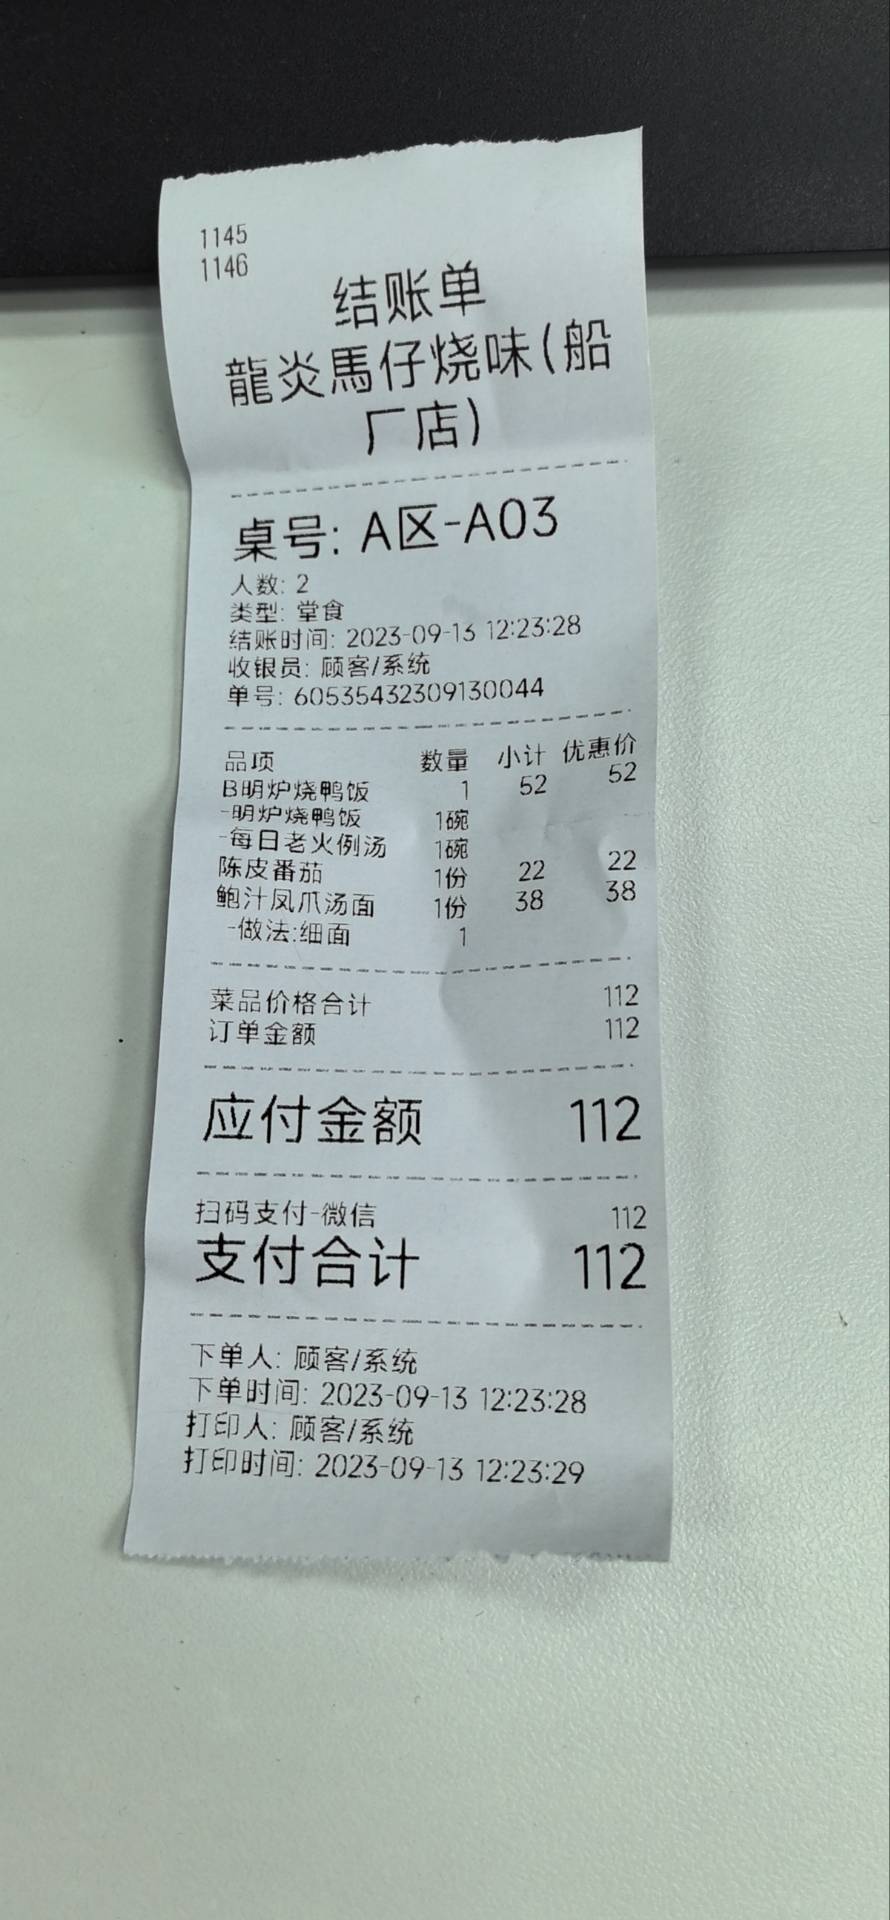 1145
1146
结账单
龍炎馬仔烧味(船
厂店)
桌号: A区-A03
人数: 2
类型: 堂食
结账时间: 2023-09-13 12:23:28
收银员: 顾客/系统
单号: 60535432309130044
品项 数量 小计 优惠价
B明炉烧鸭饭 1 52 52
-明炉烧鸭饭 1碗
-每日老火例汤 1碗
陈皮番茄 1份 22 22
鲍汁凤爪汤面 1份 38 38
-做法:细面 1
菜品价格合计 112
订单金额 112
应付金额 112
扫码支付-微信 112
支付合计 112
下单人: 顾客/系统
下单时间: 2023-09-13 12:23:28
打印人: 顾客/系统
打印时间: 2023-09-13 12:23:29